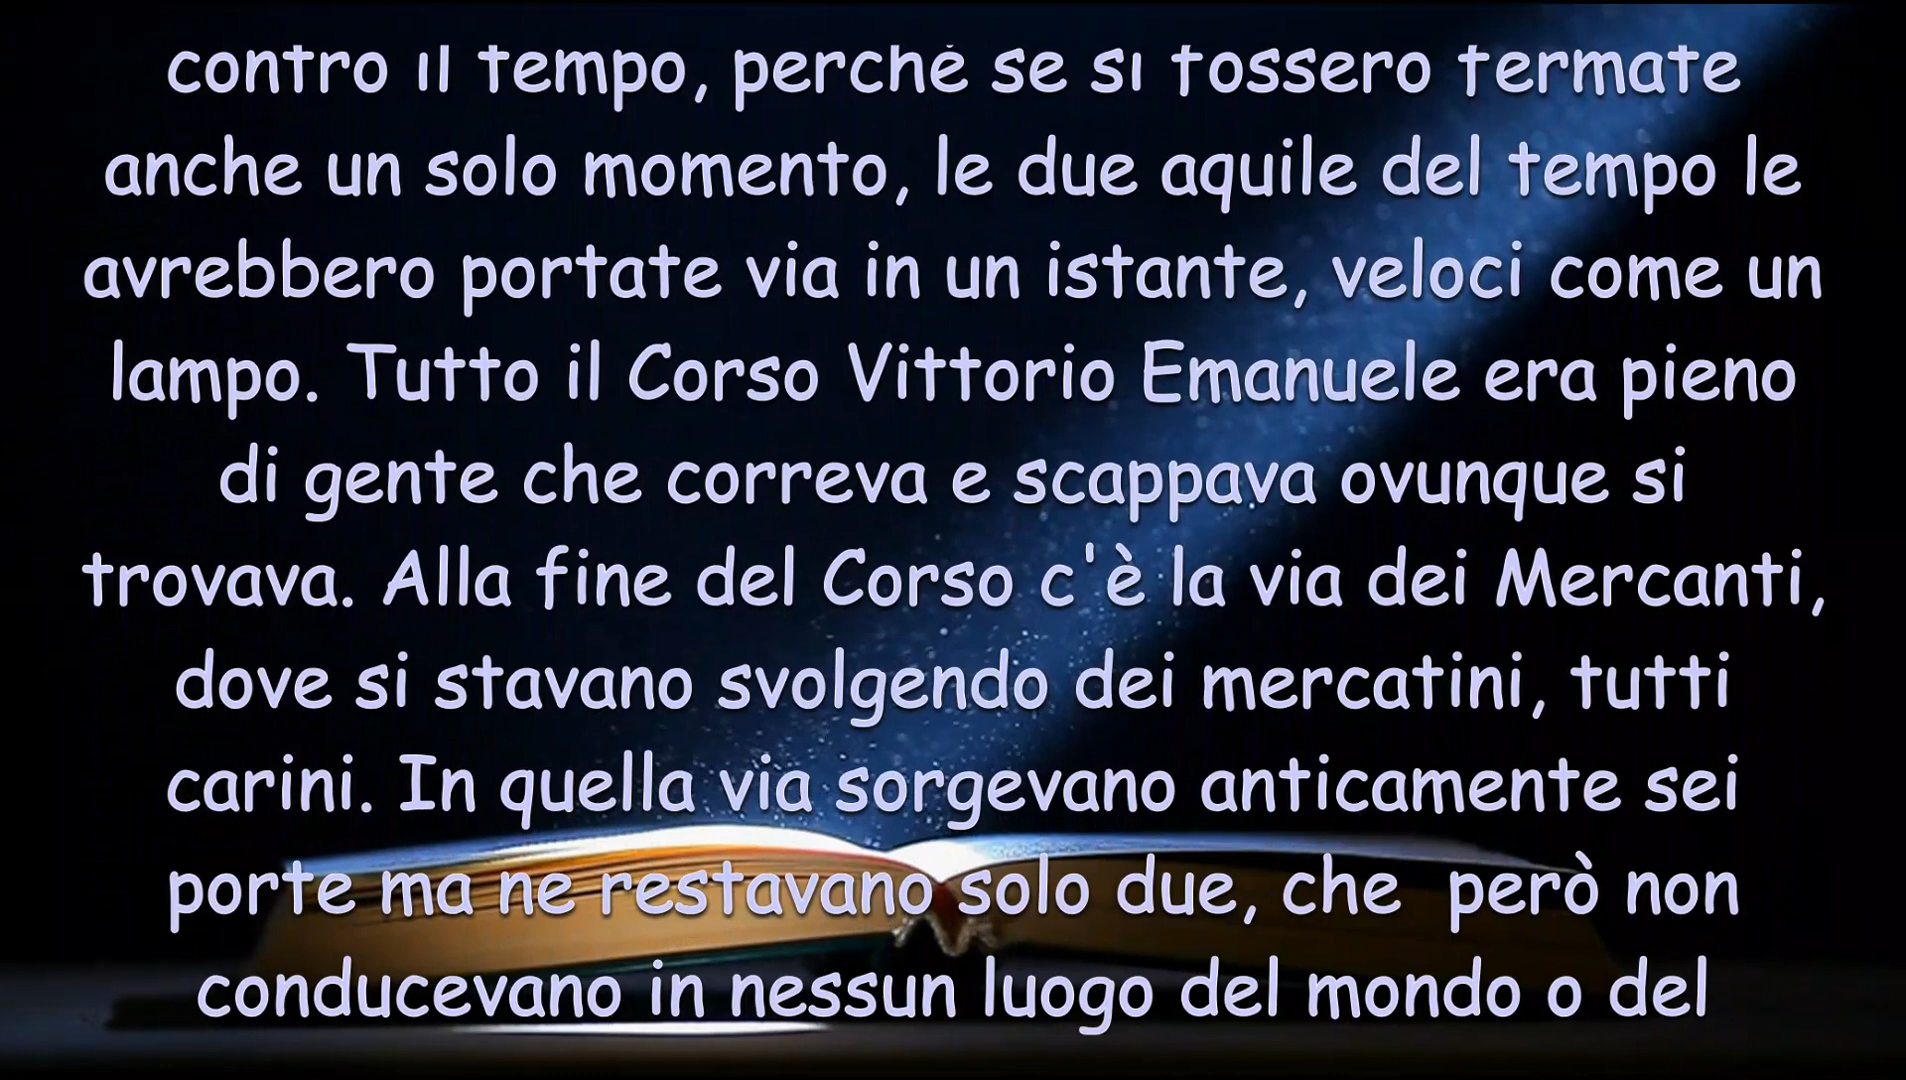 contro il tempo, perché se si fossero fermate
anche un solo momento, le due aquile del tempo le
avrebbero portate via in un istante, veloci come un
lampo. Tutto il Corso Vittorio Emanuele era pieno
di gente che correva e scappava ovunque si
trovava. Alla fine del Corso c'è la via dei Mercanti,
dove si stavano svolgendo dei mercatini, tutti
carini. In quella via sorgevano anticamente sei
porte ma ne restavano solo due, che  però non
conducevano in nessun luogo del mondo o del